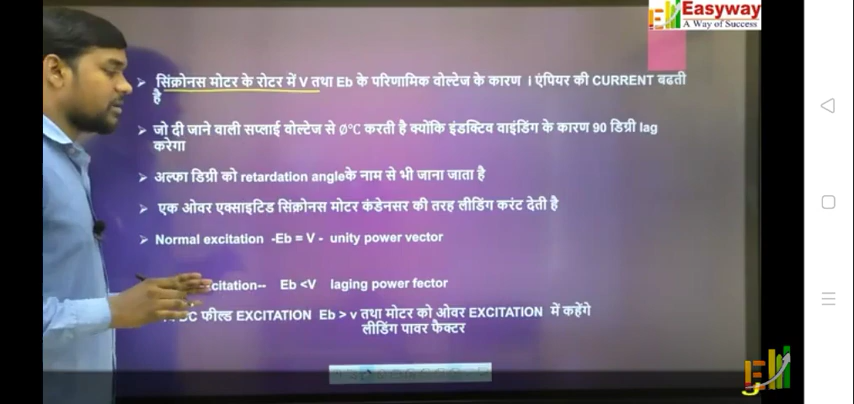 Easyway
A Way of Success
सिंक्रोनस मोटर के रोटर में V तथा Eb के परिणामिक वोल्टेज के कारण i एंपियर की CURRENT बढती
है
जो दी जाने वाली सप्लाई वोल्टेज से ∅°C करती है क्योंकि इंडक्टिव वाइंडिंग के कारण 90 डिग्री lag
करेगा
अल्फा डिग्री को retardation angleके नाम से भी जाना जाता है
एक ओवर एक्साइटिड सिंक्रोनस मोटर कंडेनसर की तरह लीडिंग करंट देती है
Normal excitation -Eb = V - unity power vector
citation-- Eb <V laging power fector
DC फील्ड EXCITATION Eb > v तथा मोटर को ओवर EXCITATION में कहेंगे
लीडिंग पावर फैक्टर